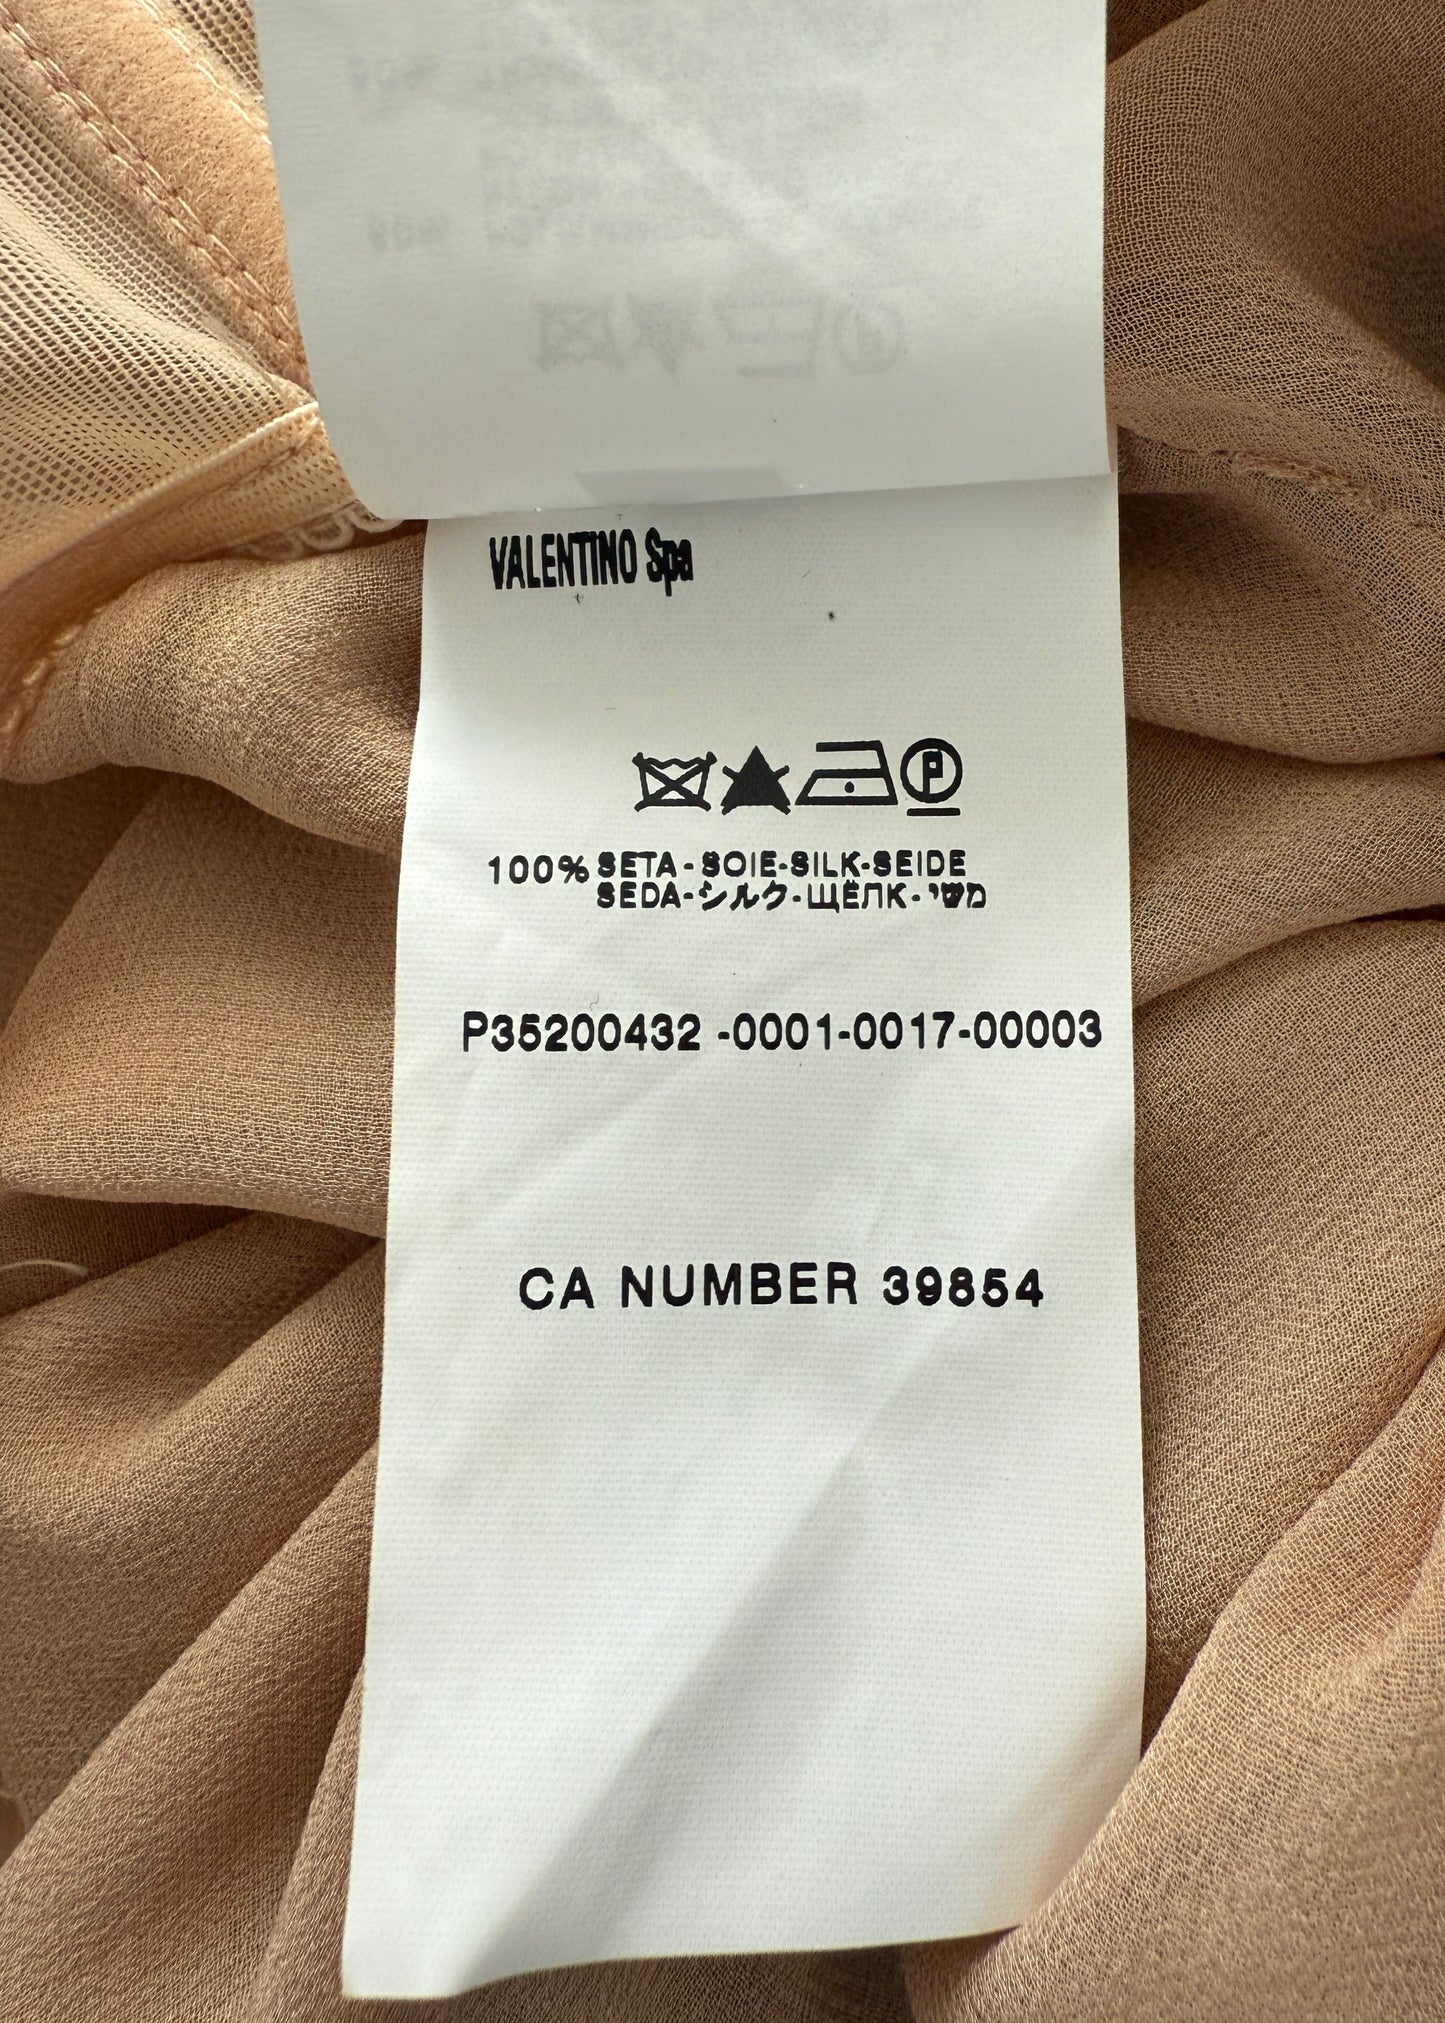 VALENTINO Spa
100% SETA - SOIE-SILK-SEIDE
SEDA-シルク-ЩЁЛК-משי
P35200432 -0001-0017-00003
CA NUMBER 39854